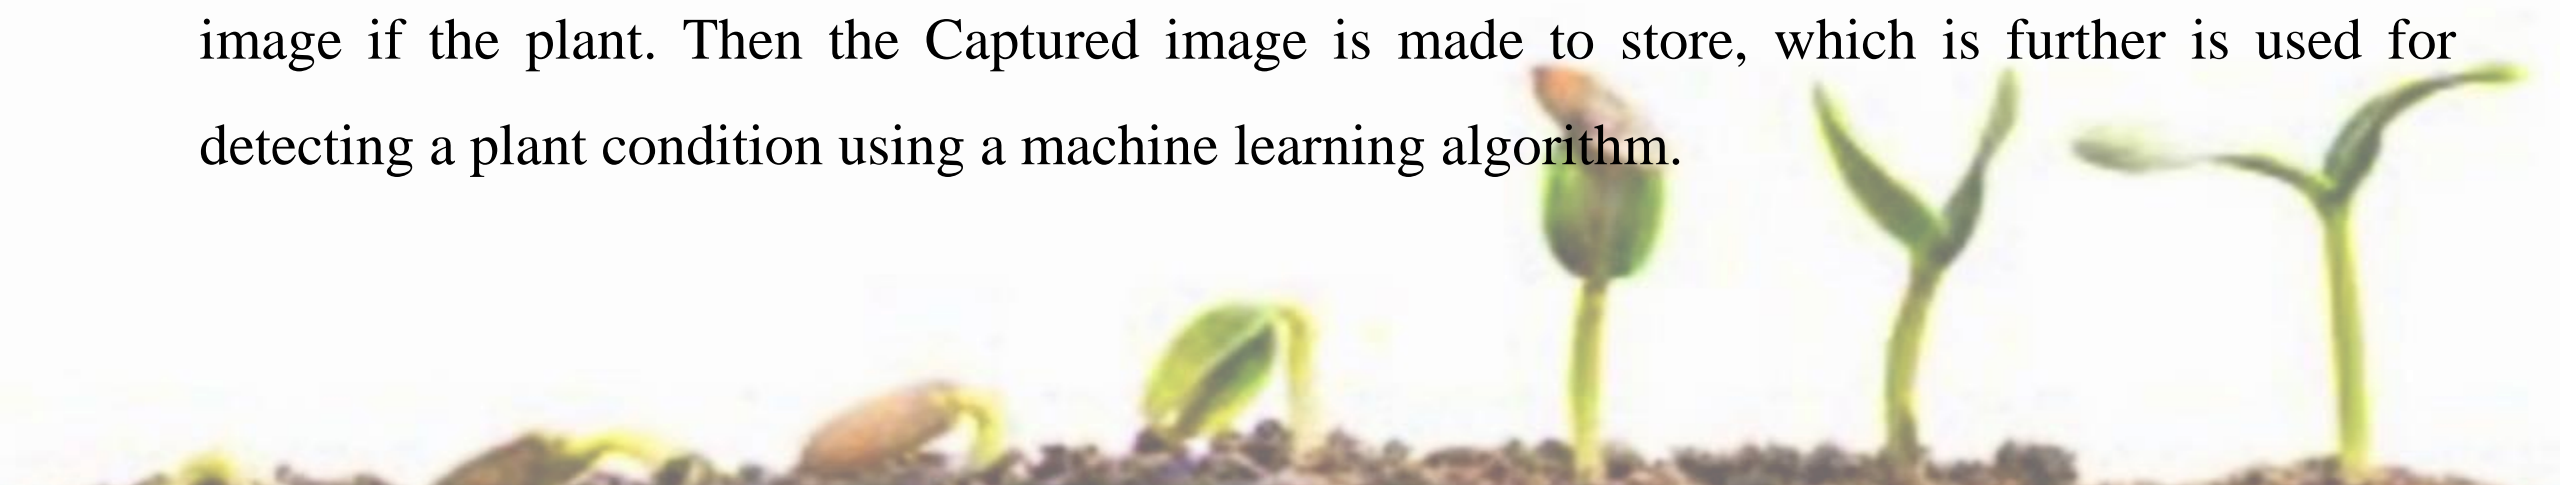 image if the plant. Then the Captured image is made to store, which is further is used for
detecting a plant condition using a machine learning algorithm.